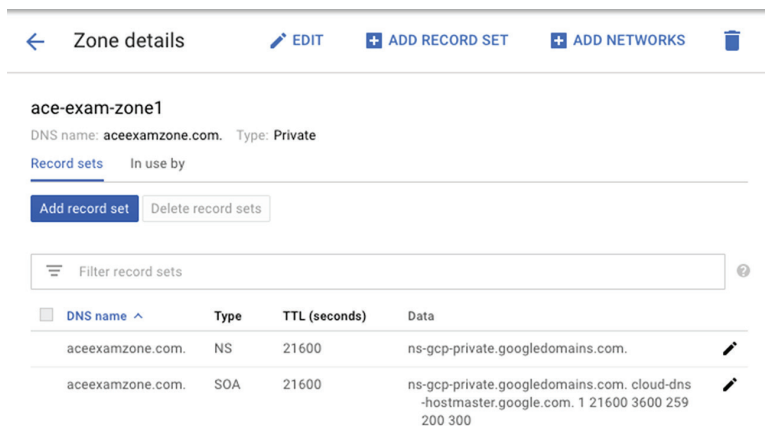 Zone details EDIT ADD RECORD SET ADD NETWORKS
ace-exam-zone1
DNS name: aceexamzone.com. Type: Private
Record sets In use by
Add record set Delete record sets
Filter record sets
DNS name Type TTL (seconds) Data
aceexamzone.com. NS 21600 ns-gcp-private.googledomains.com.
aceexamzone.com. SOA 21600 ns-gcp-private.googledomains.com. cloud-dns
-hostmaster.google.com. 1 21600 3600 259
200 300